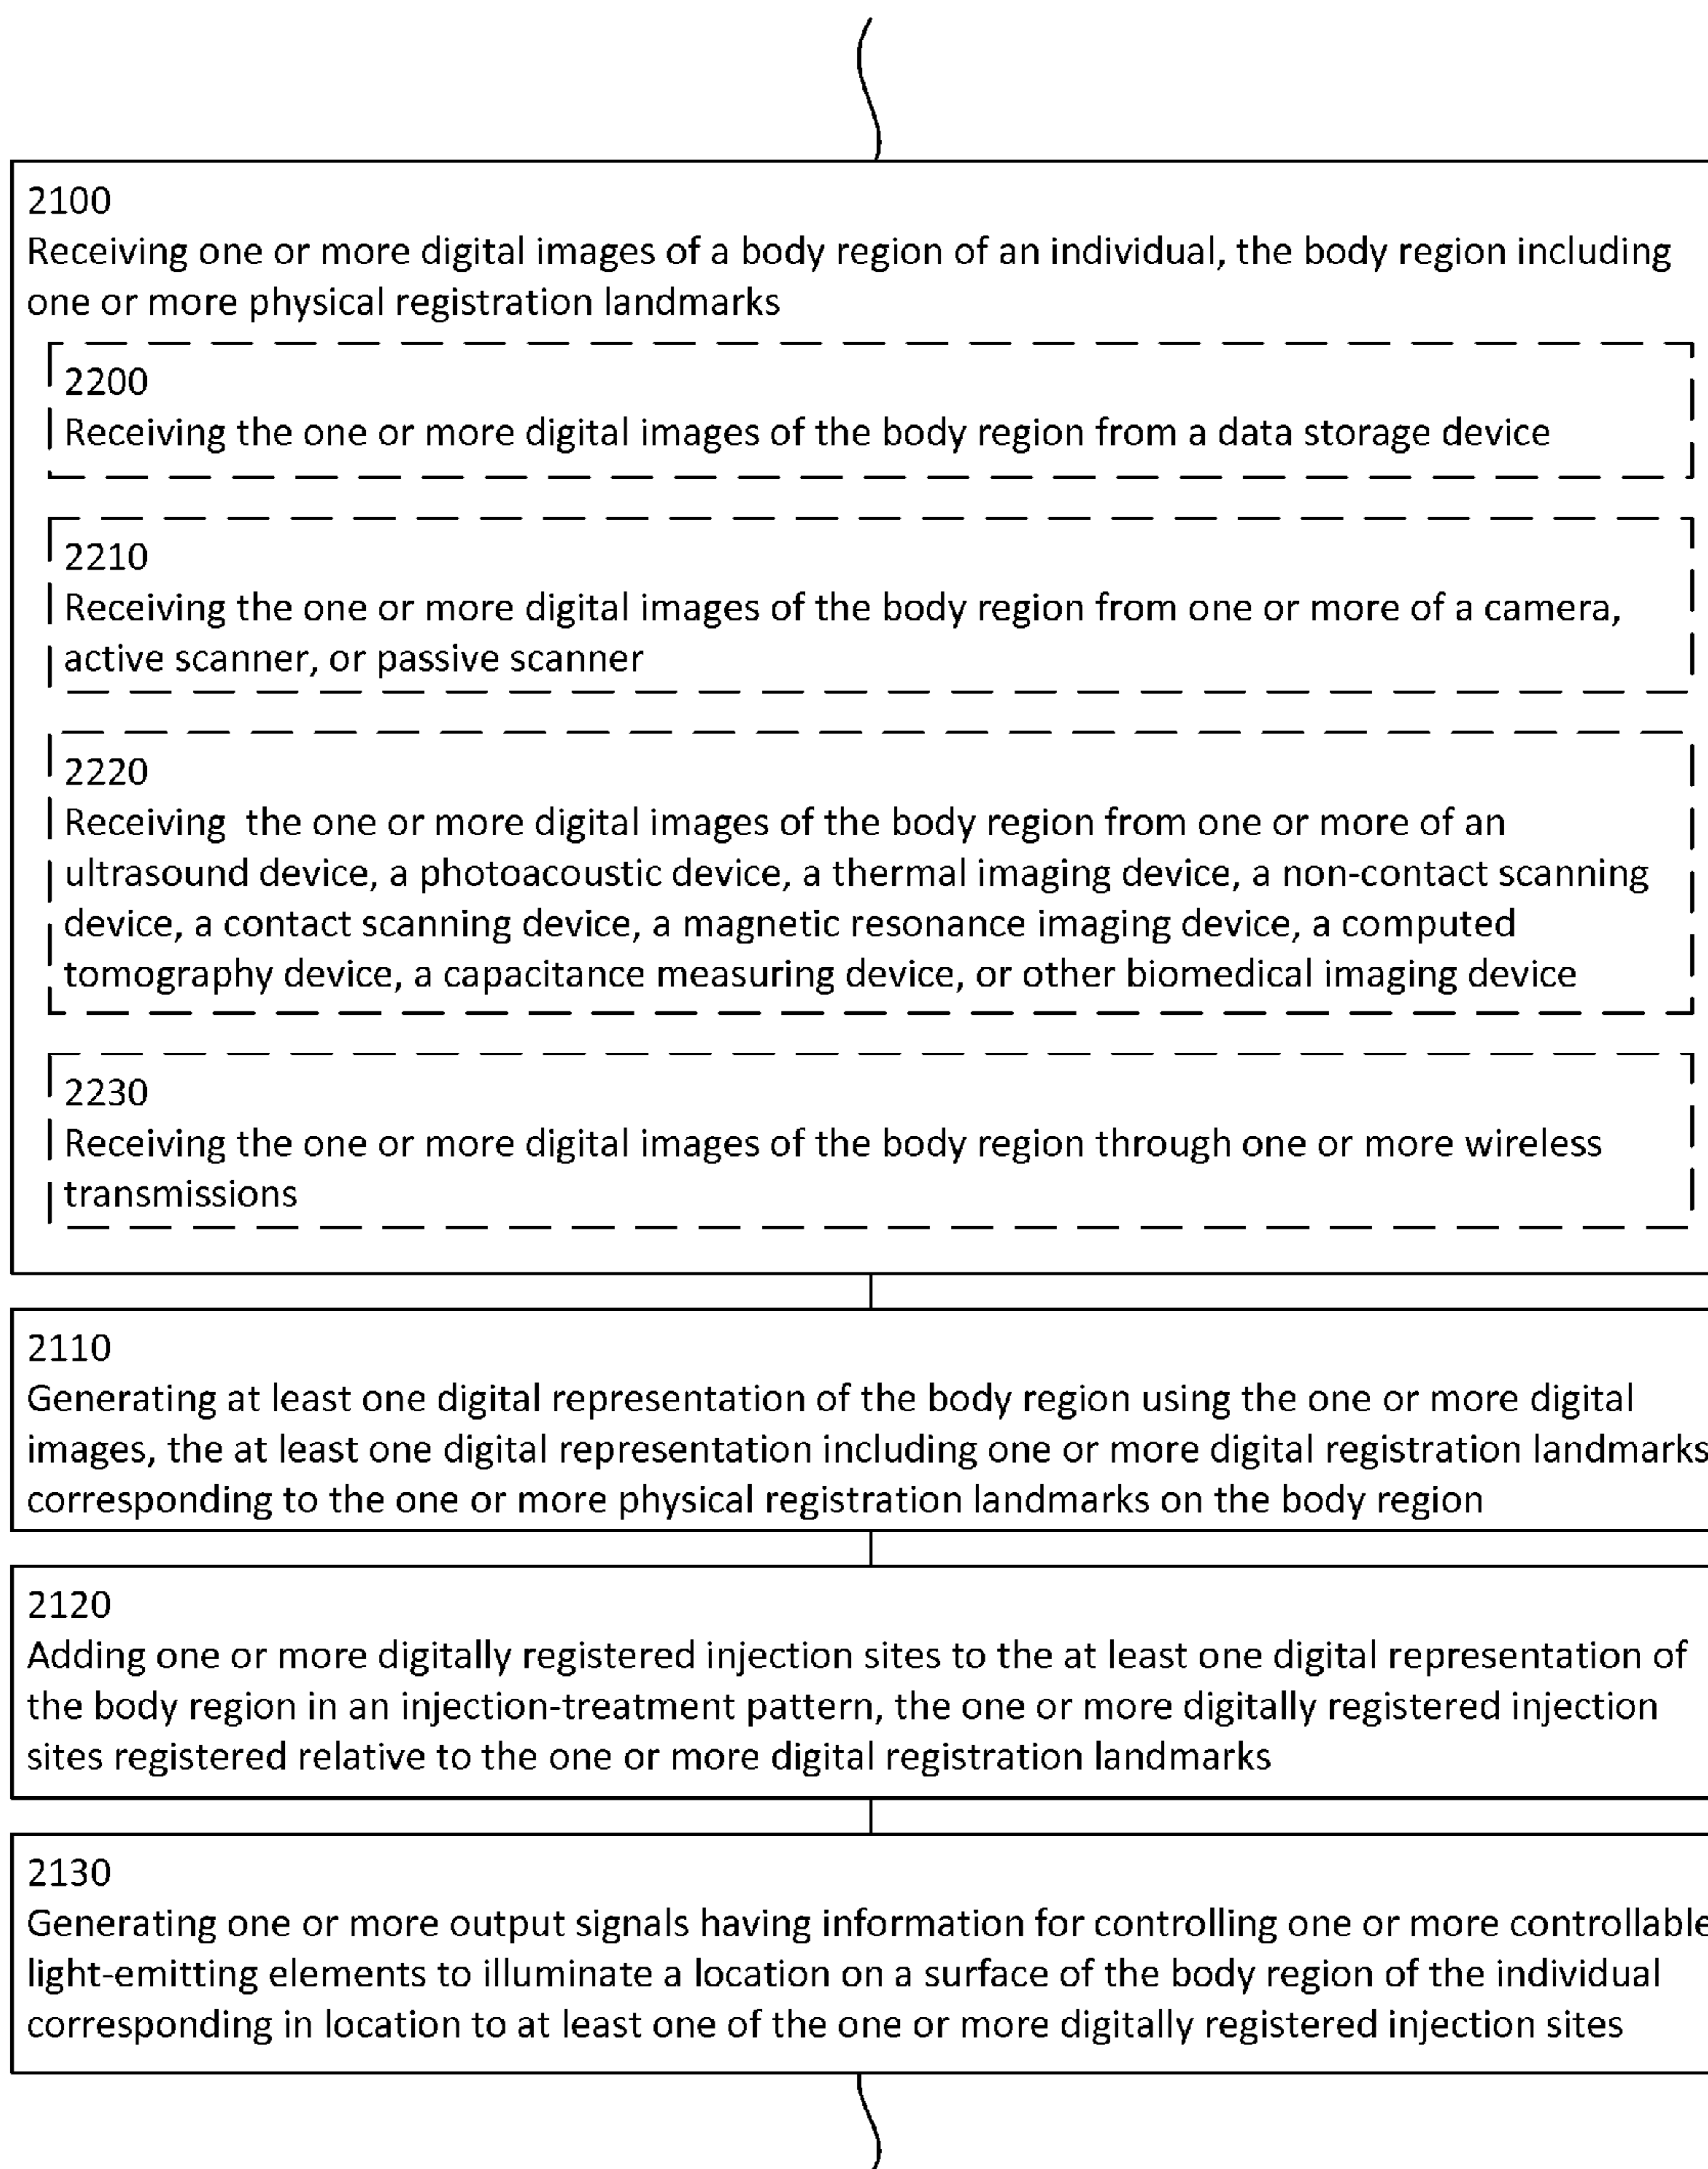 2100
Receiving one or more digital images of a body region of an individual, the body region including
one or more physical registration landmarks
2200
Receiving the one or more digital images of the body region from a data storage device
2210
Receiving the one or more digital images of the body region from one or more of a camera,
active scanner, or passive scanner
2220
Receiving the one or more digital images of the body region from one or more of an
ultrasound device, a photoacoustic device, a thermal imaging device, a non-contact scanning
device, a contact scanning device, a magnetic resonance imaging device, a computed
tomography device, a capacitance measuring device, or other biomedical imaging device
2230
Receiving the one or more digital images of the body region through one or more wireless
transmissions
2110
Generating at least one digital representation of the body region using the one or more digital
images, the at least one digital representation including one or more digital registration landmarks
corresponding to the one or more physical registration landmarks on the body region
2120
Adding one or more digitally registered injection sites to the at least one digital representation of
the body region in an injection-treatment pattern, the one or more digitally registered injection
sites registered relative to the one or more digital registration landmarks
2130
Generating one or more output signals having information for controlling one or more controllable
light-emitting elements to illuminate a location on a surface of the body region of the individual
corresponding in location to at least one of the one or more digitally registered injection sites